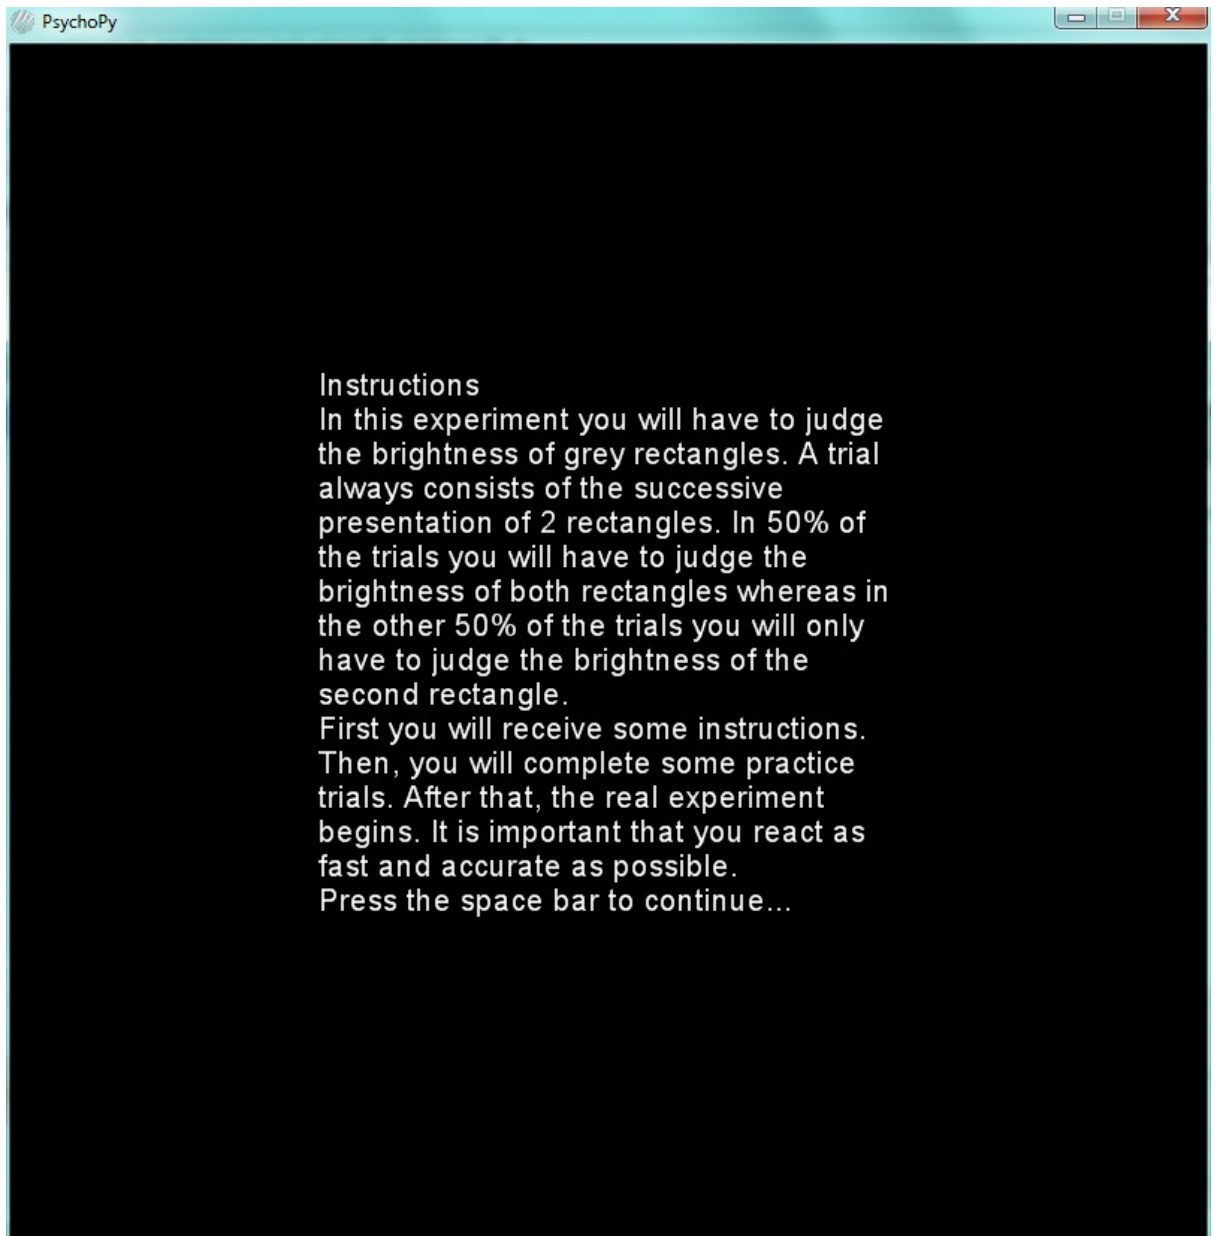 PsychoPy
Instructions
In this experiment you will have to judge
the brightness of grey rectangles. A trial
always consists of the successive
presentation of 2 rectangles. In 50% of
the trials you will have to judge the
brightness of both rectangles whereas in
the other 50% of the trials you will only
have to judge the brightness of the
second rectangle.
First you will receive some instructions.
Then, you will complete some practice
trials. After that, the real experiment
begins. It is important that you react as
fast and accurate as possible.
Press the space bar to continue...